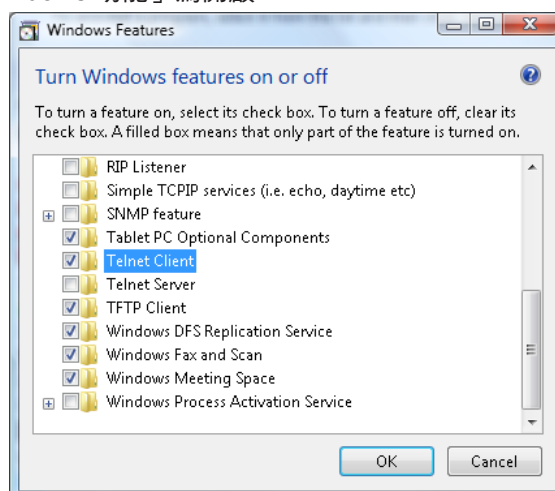 Windows Features
Turn Windows features on or off
To turn a feature on, select its check box. To turn a feature off, clear its
check box. A filled box means that only part of the feature is turned on.
RIP Listener
Simple TCPIP services (i.e. echo, daytime etc)
SNMP feature
Tablet PC Optional Components
Telnet Client
Telnet Server
TFTP Client
Windows DFS Replication Service
Windows Fax and Scan
Windows Meeting Space
Windows Process Activation Service
OK Cancel